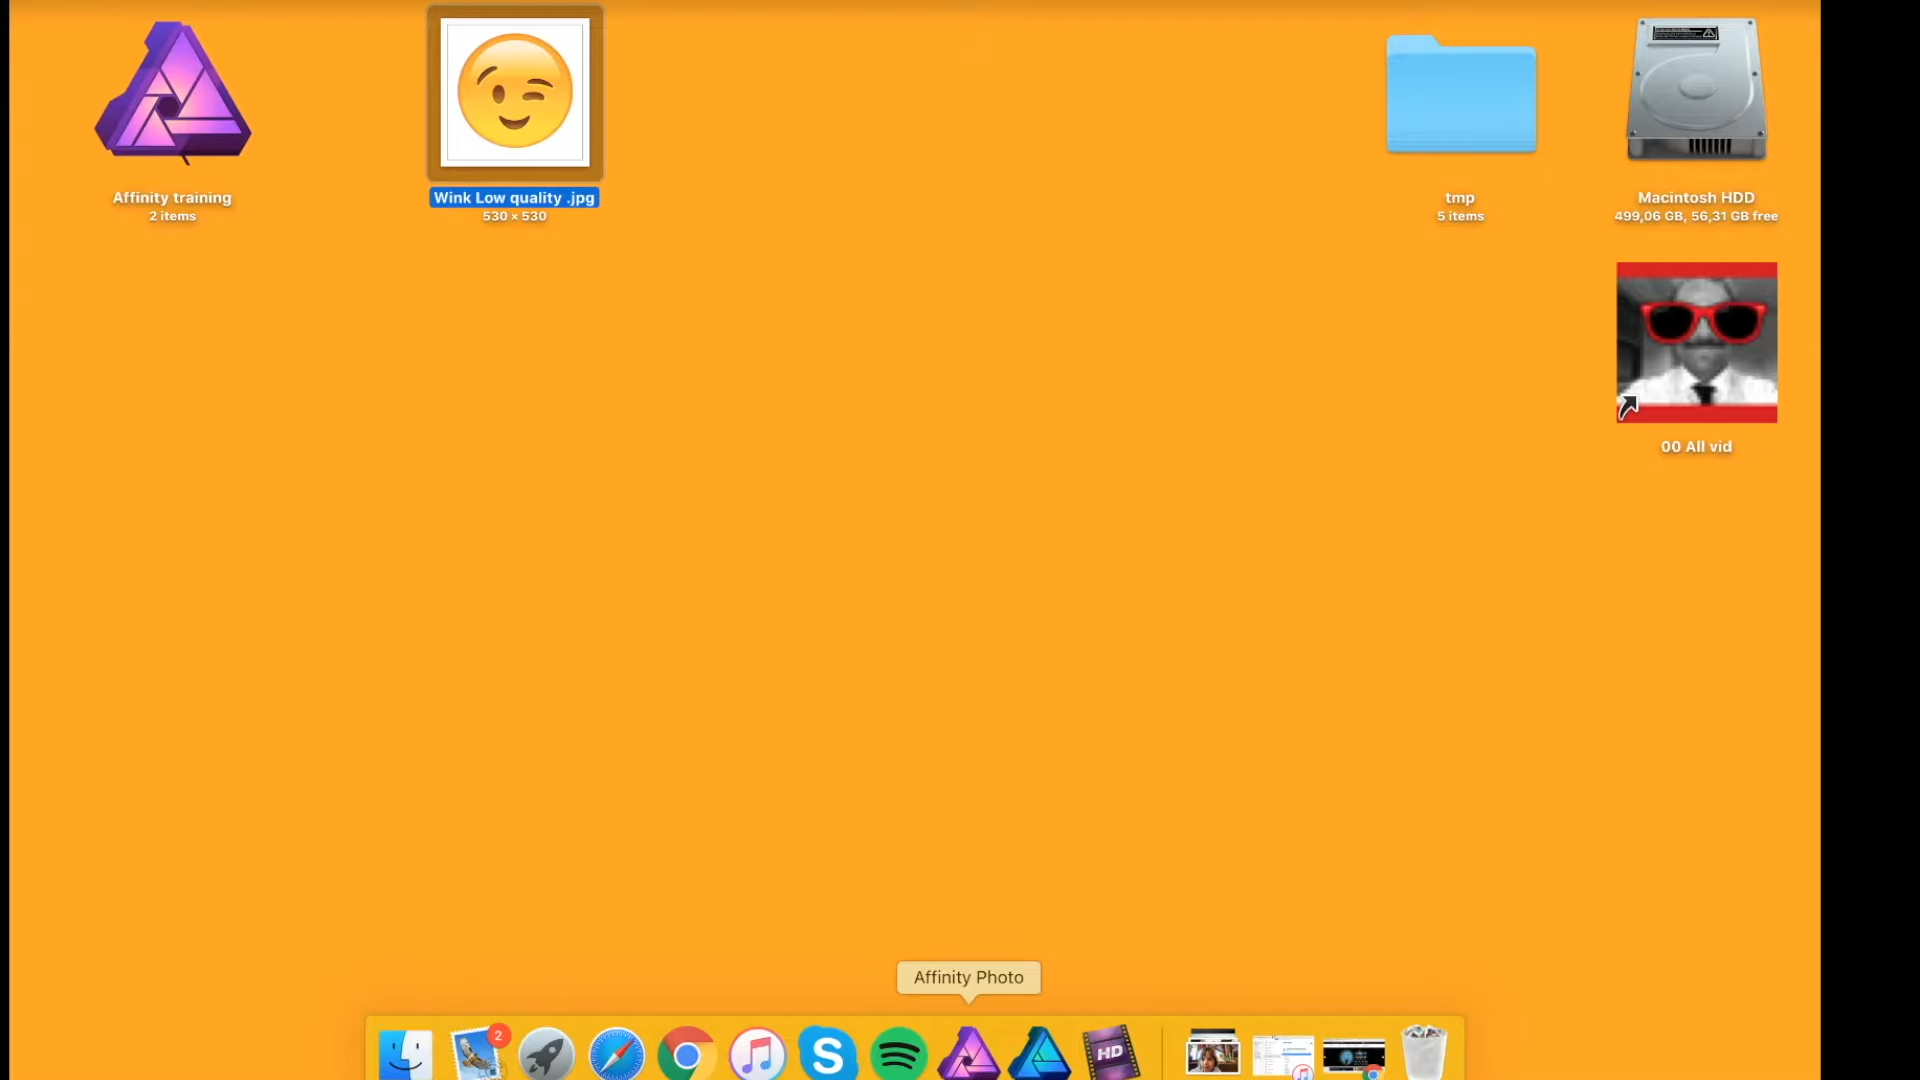 Affinity training
2 items
Wink Low quality .jpg
530 × 530
tmp
5 items
Macintosh HDD
499,06 GB, 56,31 GB free
00 All vid
Affinity Photo
2
S
HD